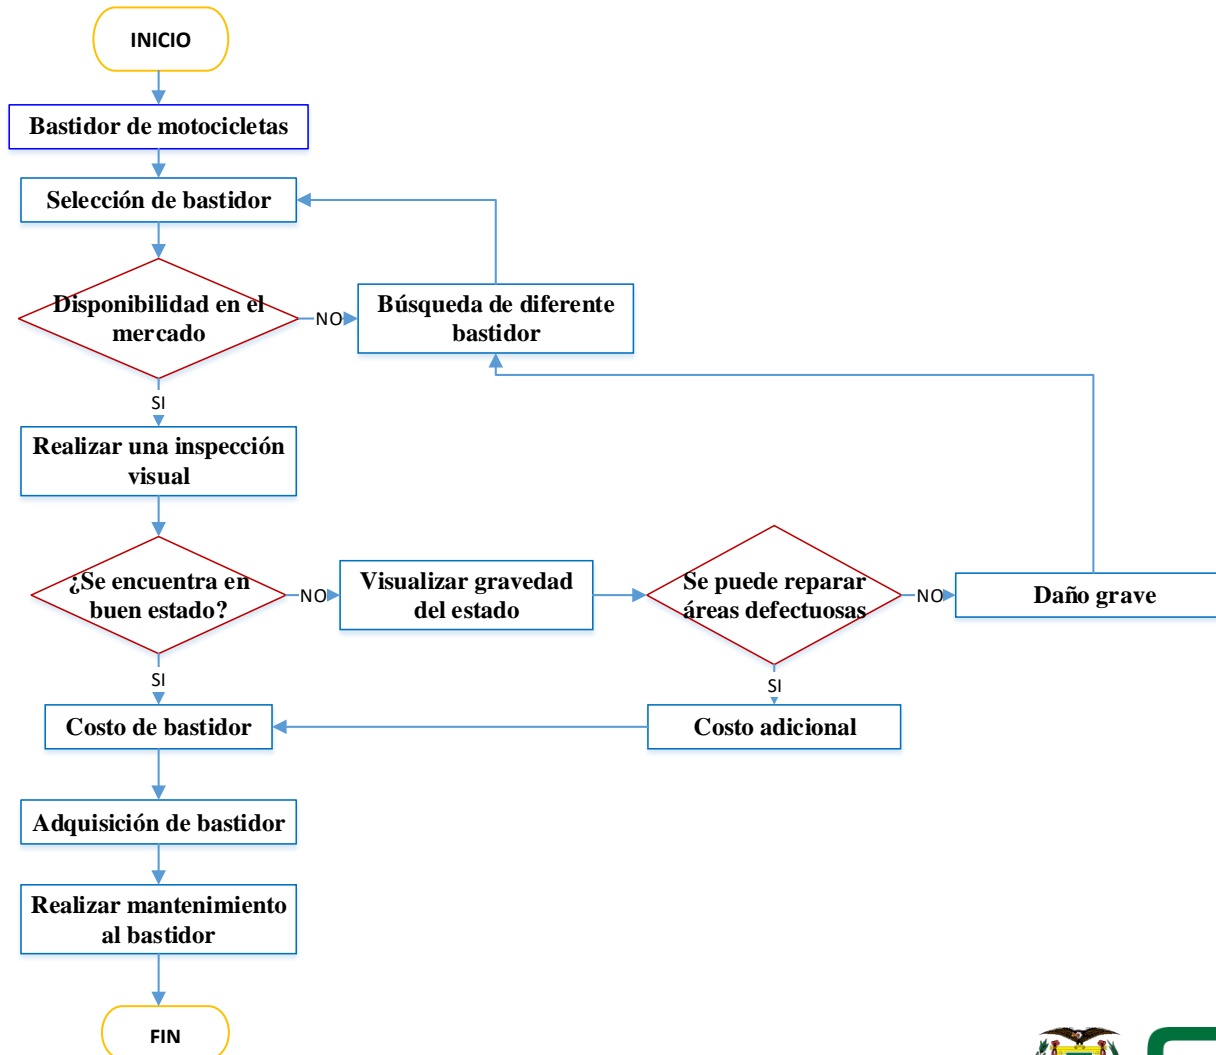 INICIO
Bastidor de motocicletas
Selección de bastidor
Disponibilidad en el
mercado
NO
Búsqueda de diferente
bastidor
SI
Realizar una inspección
visual
¿Se encuentra en
buen estado?
NO
Visualizar gravedad
del estado
Se puede reparar
áreas defectuosas
NO
Daño grave
SI
SI
Costo de bastidor
Costo adicional
Adquisición de bastidor
Realizar mantenimiento
al bastidor
FIN